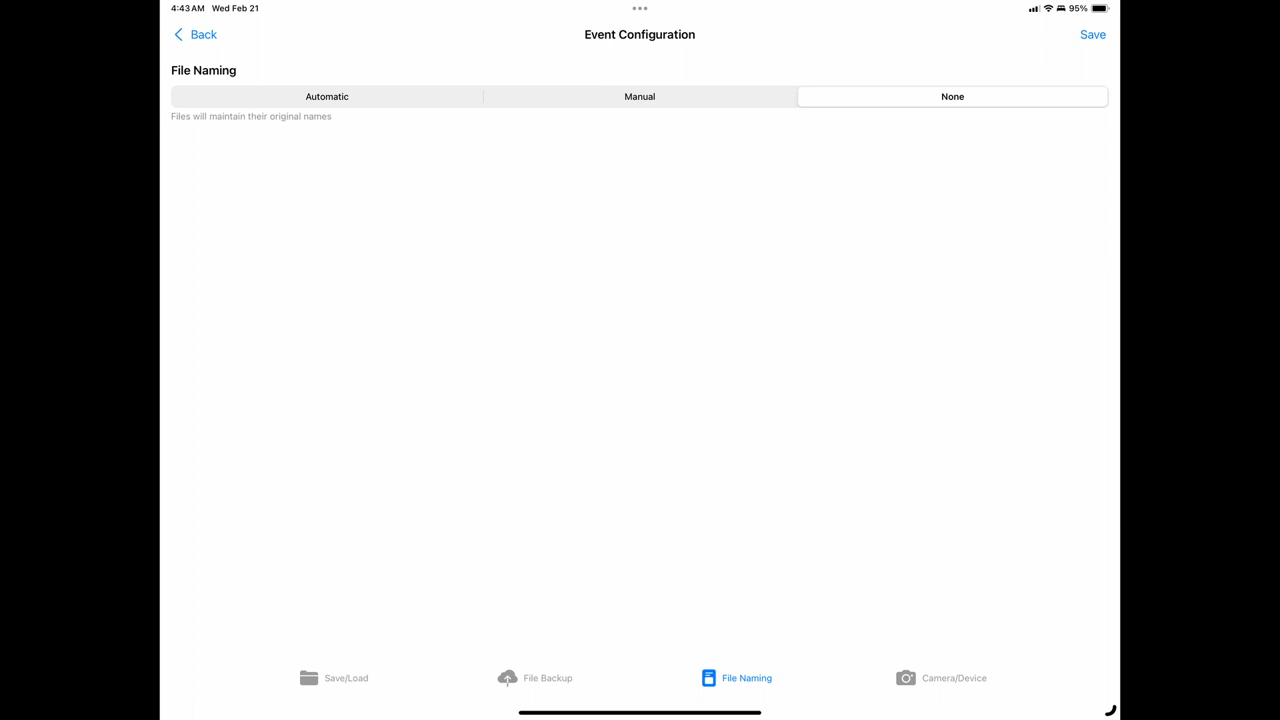 4:43 AM Wed Feb 21
95%
Back
Event Configuration
Save
File Naming
Automatic
Manual
None
Files will maintain their original names
Save/Load
File Backup
File Naming
Camera/Device